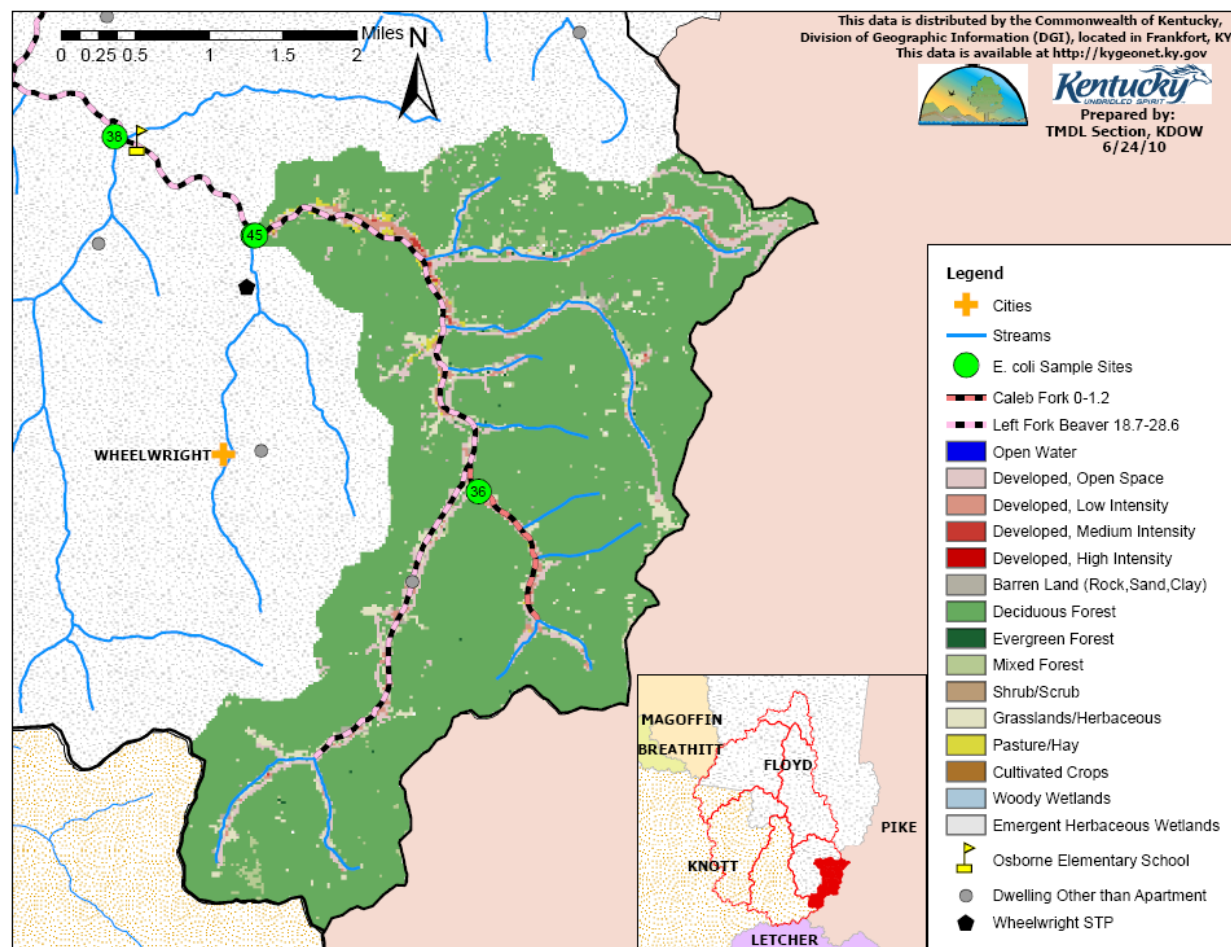 This data is distributed by the Commonwealth of Kentucky,
Division of Geographic Information (DGI), located in Frankfort, KY
This data is available at http://kygeonet.ky.gov
Kentucky
UNBRIDLED SPIRIT
Prepared by:
TMDL Section, KDOW
6/24/10
Miles
0 0.25 0.5 1 1.5 2
N
38
45
WHEELWRIGHT
36
Legend
Cities
Streams
E. coli Sample Sites
Caleb Fork 0-1.2
Left Fork Beaver 18.7-28.6
Open Water
Developed, Open Space
Developed, Low Intensity
Developed, Medium Intensity
Developed, High Intensity
Barren Land (Rock,Sand,Clay)
Deciduous Forest
Evergreen Forest
Mixed Forest
Shrub/Scrub
Grasslands/Herbaceous
Pasture/Hay
Cultivated Crops
Woody Wetlands
Emergent Herbaceous Wetlands
Osborne Elementary School
Dwelling Other than Apartment
Wheelwright STP
MAGOFFIN
BREATHITT
FLOYD
PIKE
KNOTT
LETCHER